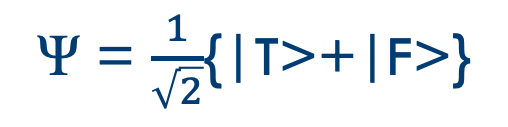 Ψ = 1/√2{|T>+|F>}